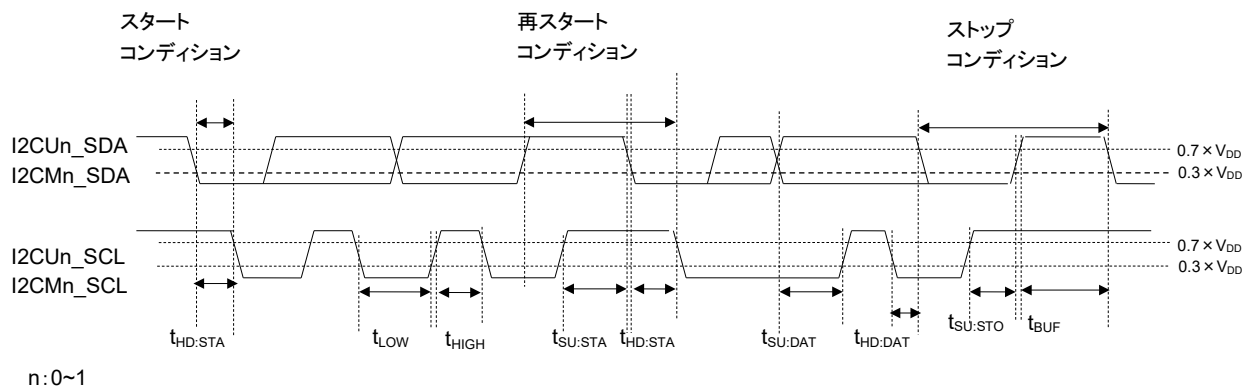 スタート
コンディション
再スタート
コンディション
ストップ
コンディション
I2CUn_SDA
I2CMn_SDA
0.7×VDD
0.3×VDD
I2CUn_SCL
I2CMn_SCL
0.7×VDD
0.3×VDD
tHD:STA
tLOW
tHIGH
tSU:STA
tHD:STA
tSU:DAT
tHD:DAT
tSU:STO
tBUF
n:0~1